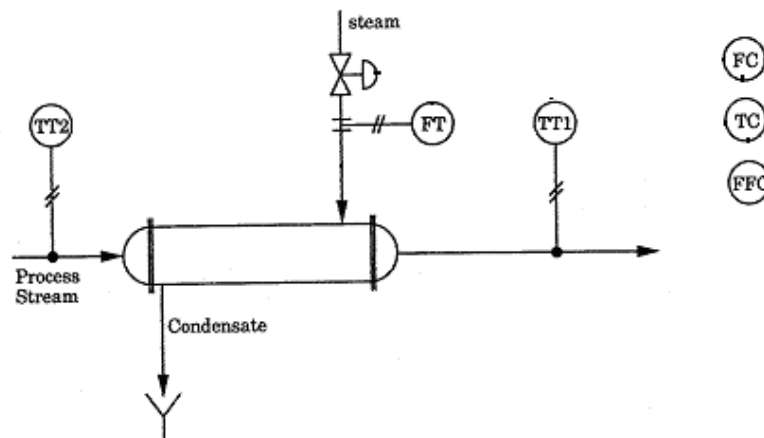 steam
FC
TT2
FT
TT1
TC
FFC
Process
Stream
Condensate